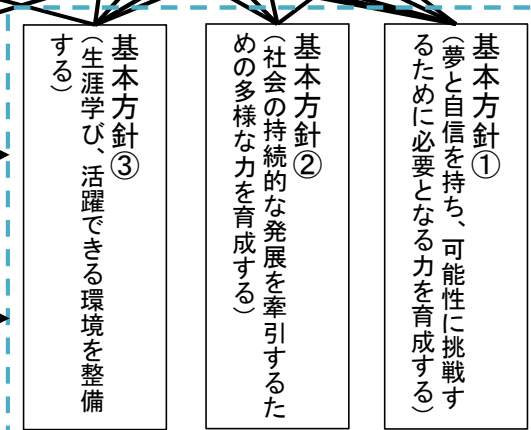 基本方針①
（夢と自信を持ち、可能性に挑戦す
るために必要となる力を育成する）
基本方針②
（社会の持続的な発展を牽引するた
めの多様な力を育成する）
基本方針③
（生涯学び、活躍できる環境を整備
する）